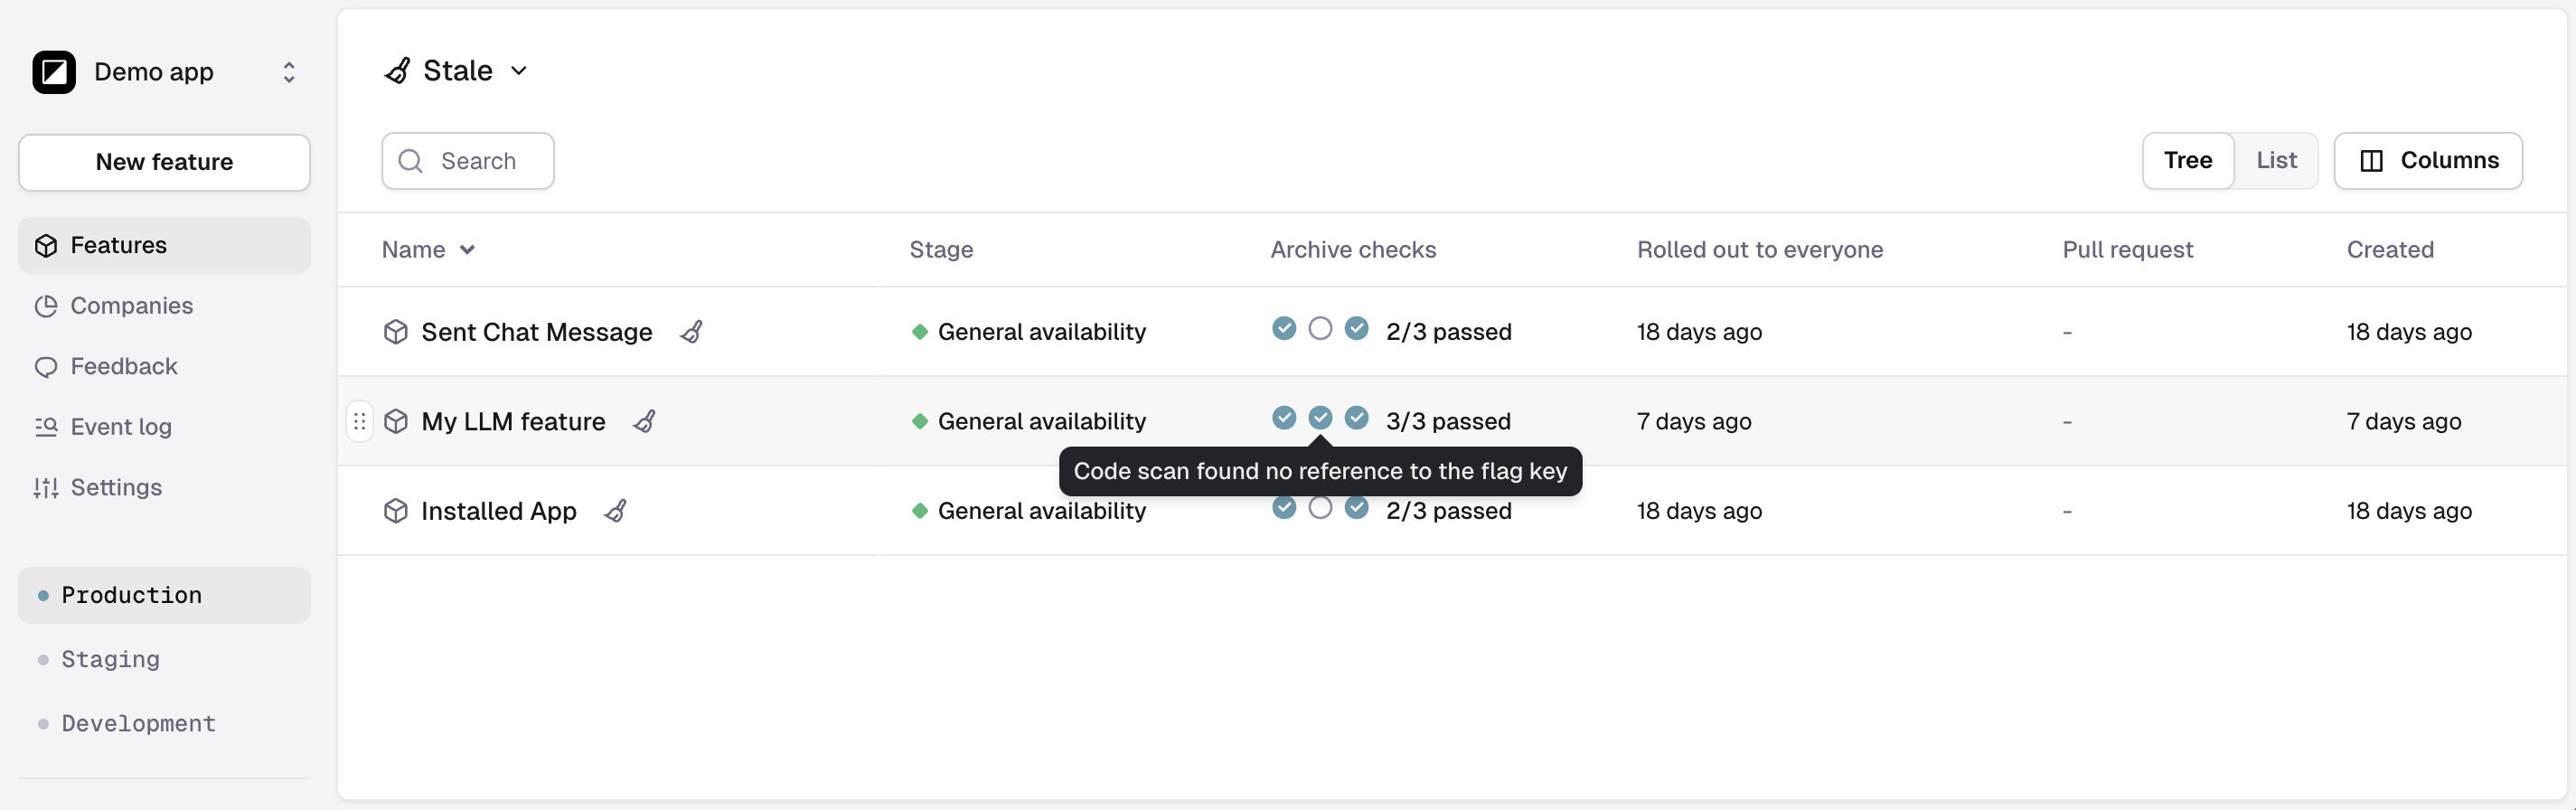 Demo app
New feature
Features
Companies
Feedback
Event log
Settings
Production
Staging
Development
Stale
Search
Tree List Columns
Name Stage Archive checks Rolled out to everyone Pull request Created
Sent Chat Message General availability 2/3 passed 18 days ago - 18 days ago
My LLM feature General availability 3/3 passed 7 days ago - 7 days ago
Code scan found no reference to the flag key
Installed App General availability 2/3 passed 18 days ago - 18 days ago